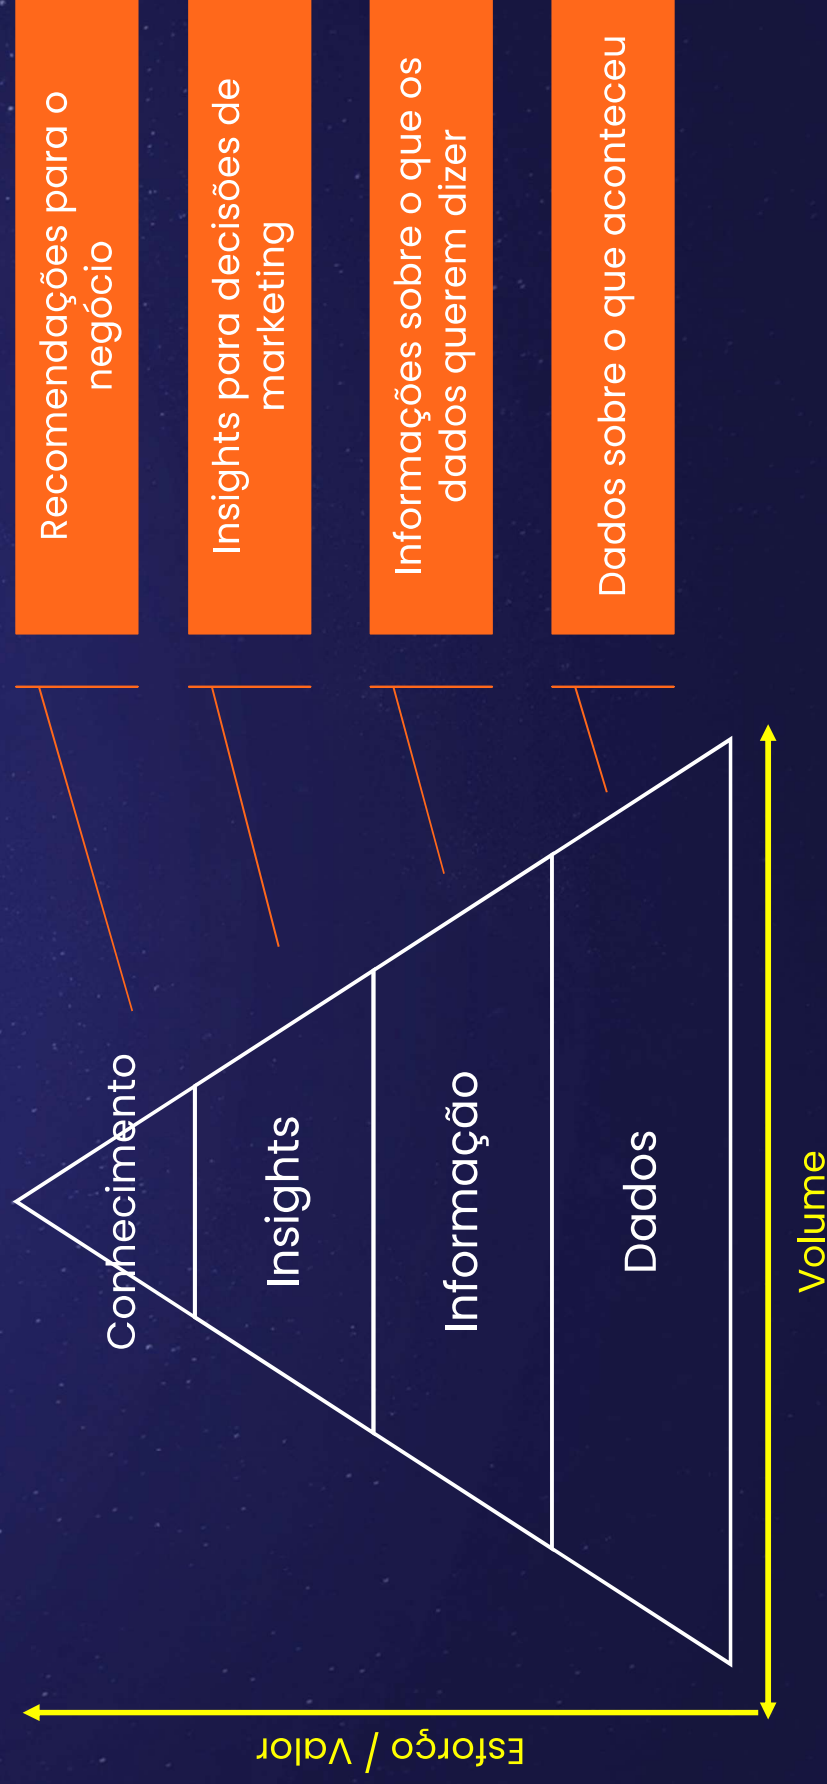 Recomendações para o
negócio
Insights para decisões de
marketing
Informações sobre o que os
dados querem dizer
Dados sobre o que aconteceu
Conhecimento
Insights
Informação
Dados
Volume
Esforço / Valor